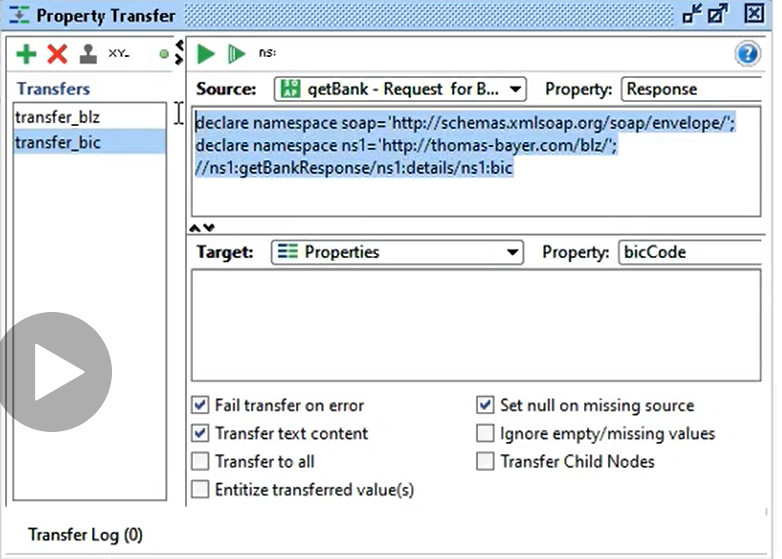 Property Transfer
XY_
ns:
Transfers
transfer_blz
transfer_bic
Source: getBank - Request for B... Property: Response
declare namespace soap='http://schemas.xmlsoap.org/soap/envelope/';
declare namespace ns1='http://thomas-bayer.com/blz/';
//ns1:getBankResponse/ns1:details/ns1:bic
Target: Properties Property: bicCode
Fail transfer on error
Set null on missing source
Transfer text content
Ignore empty/missing values
Transfer to all
Transfer Child Nodes
Entitize transferred value(s)
Transfer Log (0)